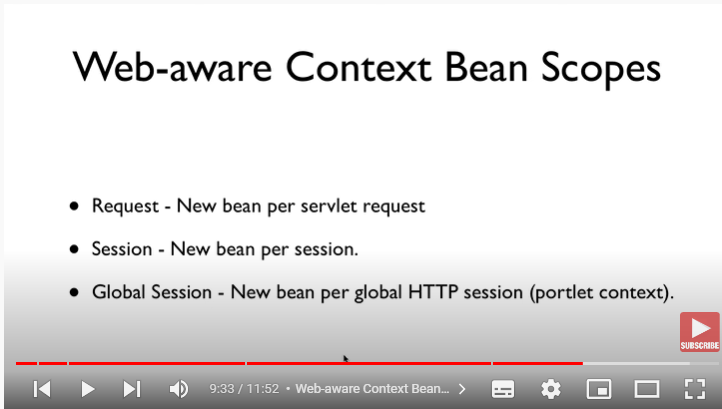 Web-aware Context Bean Scopes
• Request - New bean per servlet request
• Session - New bean per session.
• Global Session - New bean per global HTTP session (portlet context).
SUBSCRIBE
9:33 / 11:52 • Web-aware Context Bean...